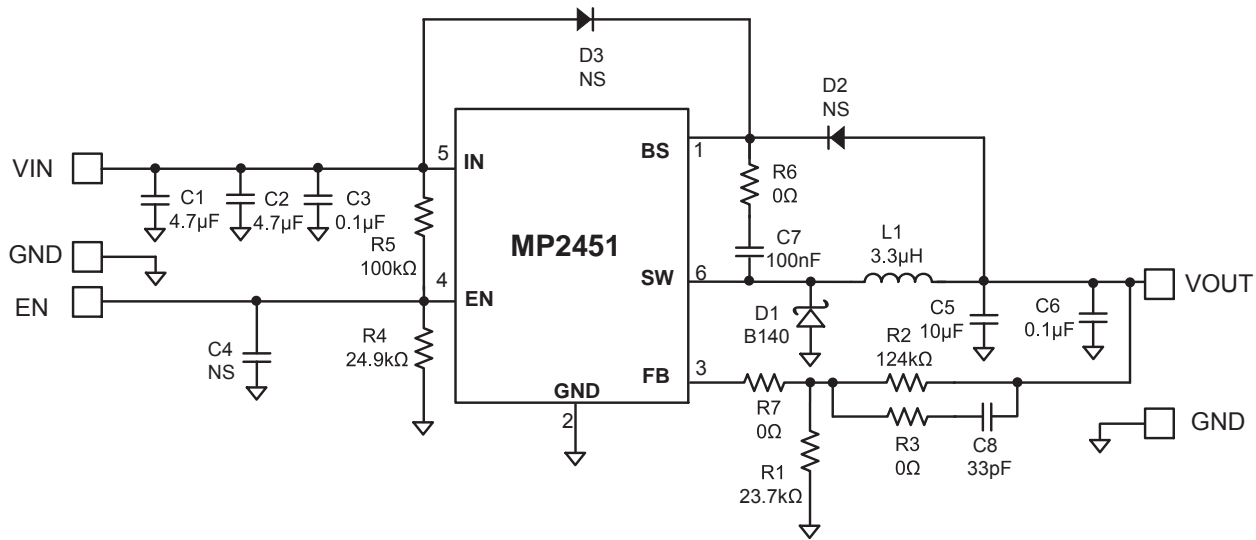 D3
NS
D2
NS
VIN
5
IN
BS
1
C1
4.7µF
C2
4.7µF
C3
0.1µF
R6
0Ω
R5
100kΩ
MP2451
C7
100nF
L1
3.3µH
GND
EN
4
EN
SW
6
VOUT
C4
NS
R4
24.9kΩ
D1
B140
C5
10µF
C6
0.1µF
R2
124kΩ
FB
3
GND
2
R7
0Ω
R3
0Ω
C8
33pF
GND
R1
23.7kΩ